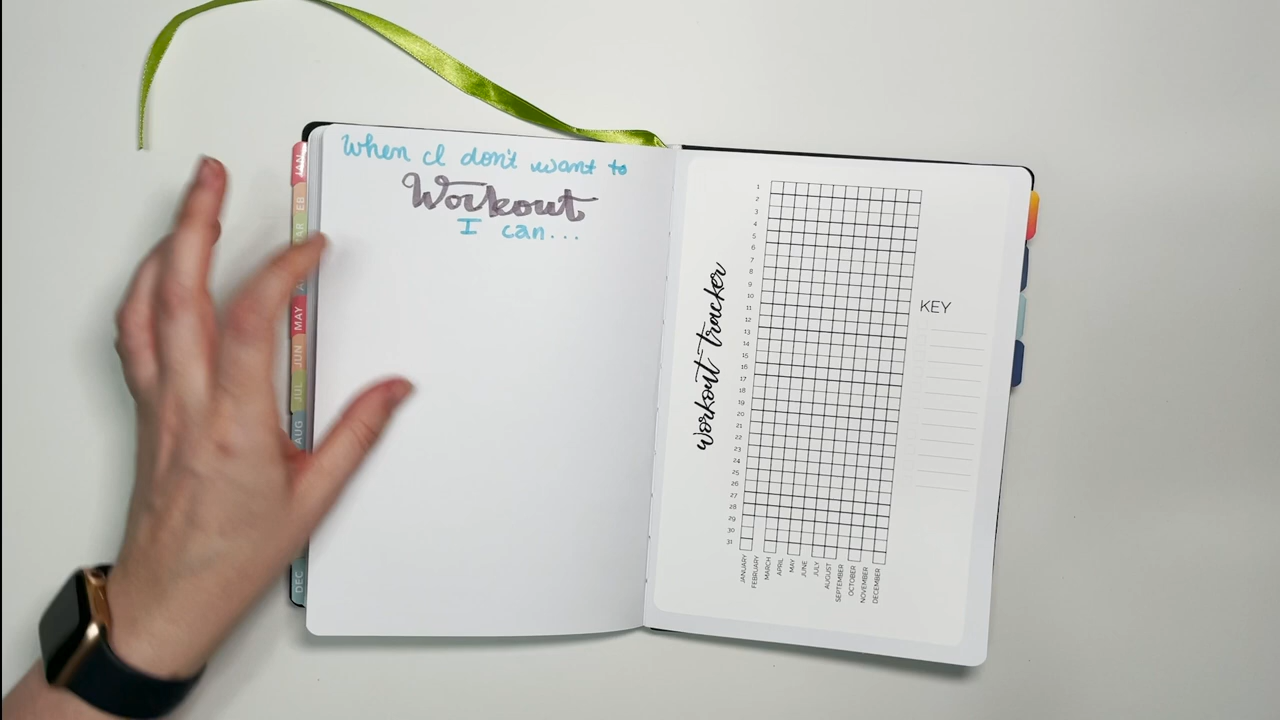 JAN
EB
AR
A
MAY
JUN
JUL
AUG
DEC
When I don't want to
Workout
I can...
workout tracker
1
2
3
4
5
6
7
8
9
10
11
12
13
14
15
16
17
18
19
20
21
22
23
24
25
26
27
28
29
30
31
JANUARY
FEBRUARY
MARCH
APRIL
MAY
JUNE
JULY
AUGUST
SEPTEMBER
OCTOBER
NOVEMBER
DECEMBER
KEY